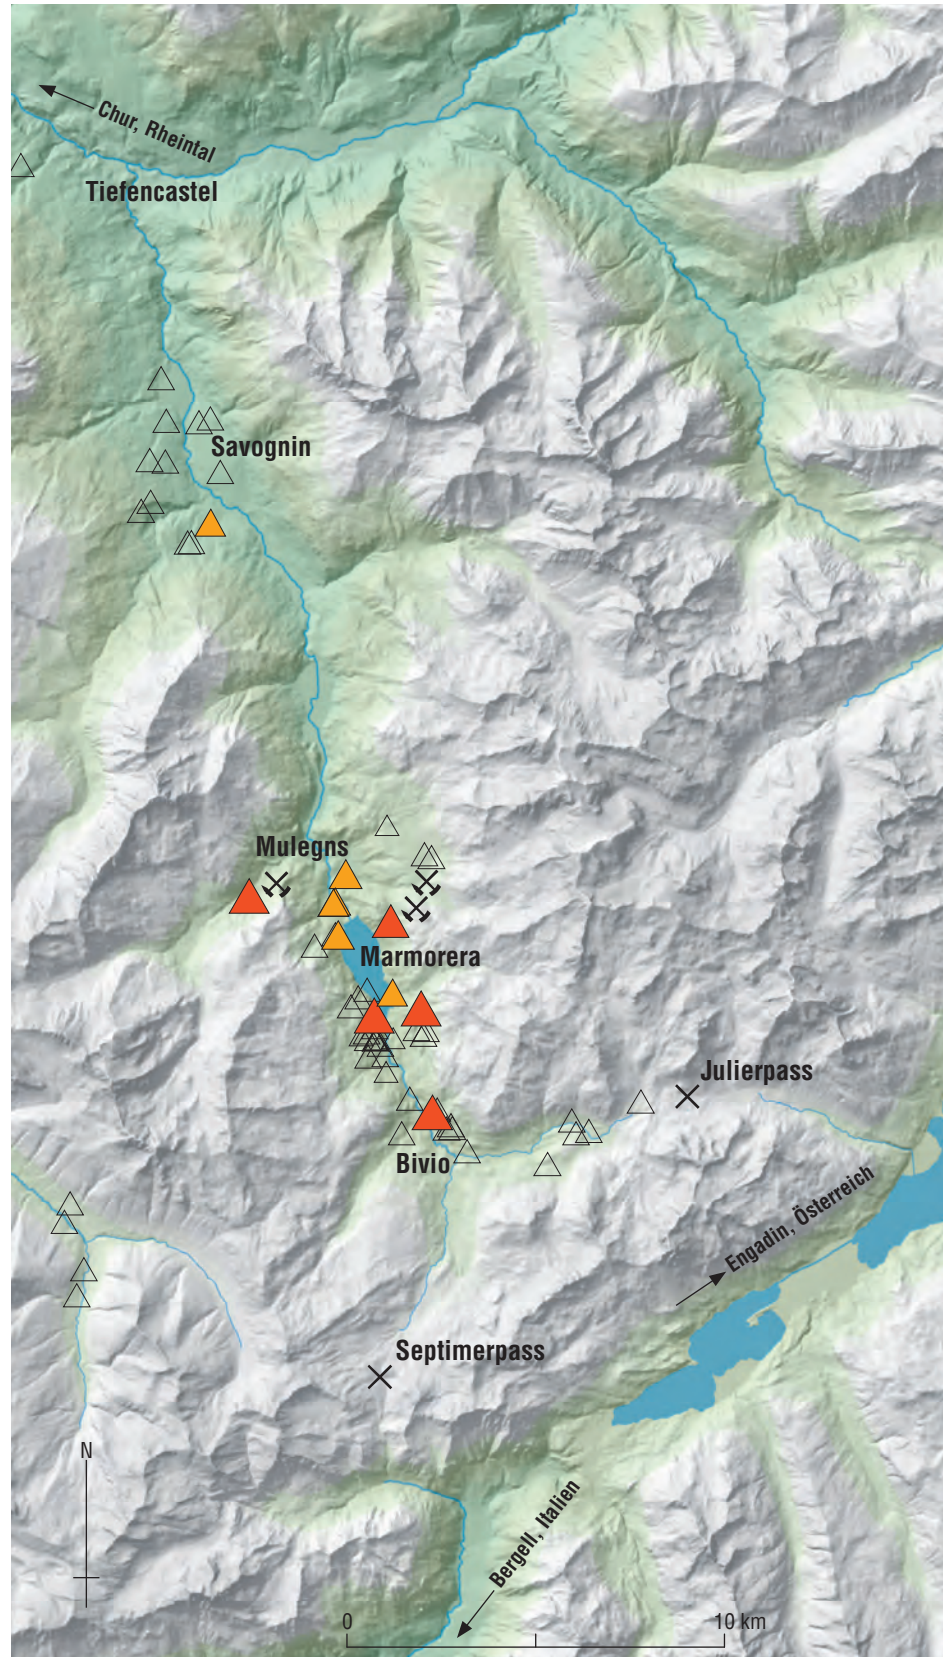 Chur, Rheintal
Tiefencastel
Savognin
Mulegns
Marmorera
Julierpass
Bivio
Engadin, Österreich
Septimerpass
N
Bergell, Italien
0
10 km